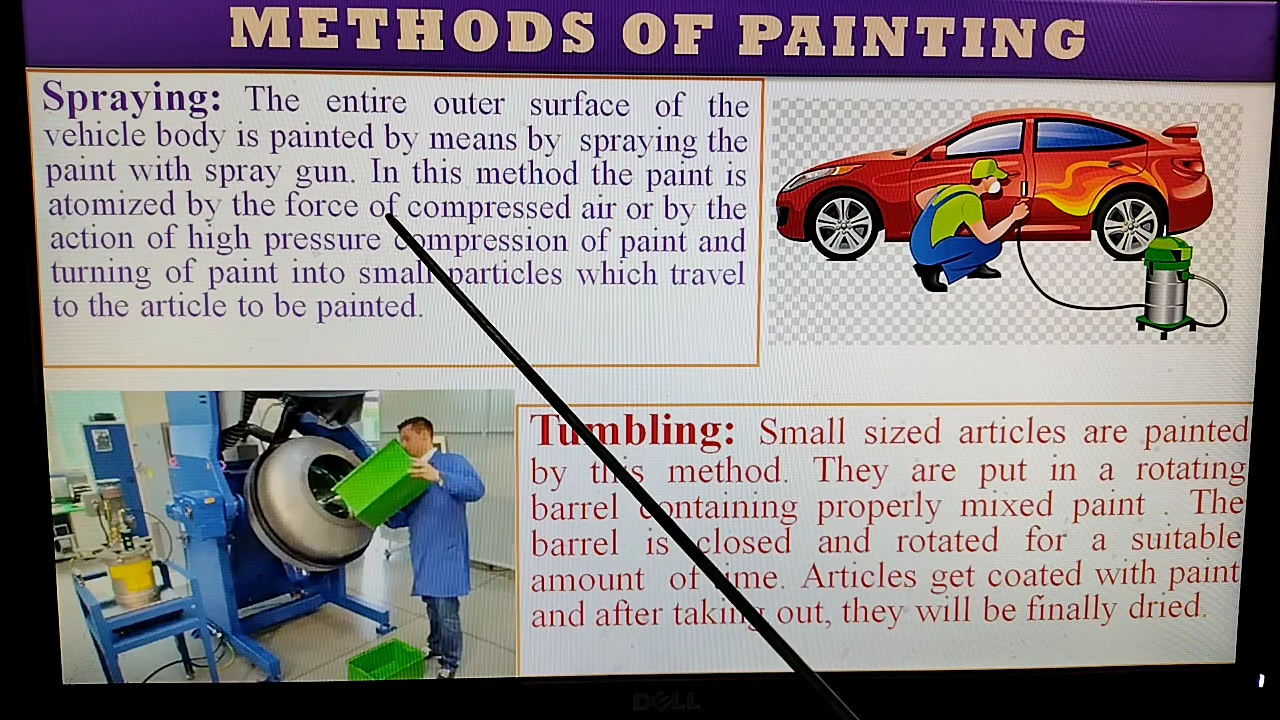 METHODS OF PAINTING
Spraying: The entire outer surface of the
vehicle body is painted by means by spraying the
paint with spray gun. In this method the paint is
atomized by the force of compressed air or by the
action of high pressure compression of paint and
turning of paint into small particles which travel
to the article to be painted.
Tumbling: Small sized articles are painted
by this method. They are put in a rotating
barrel containing properly mixed paint . The
barrel is closed and rotated for a suitable
amount of time. Articles get coated with paint
and after taking out, they will be finally dried.
DELL